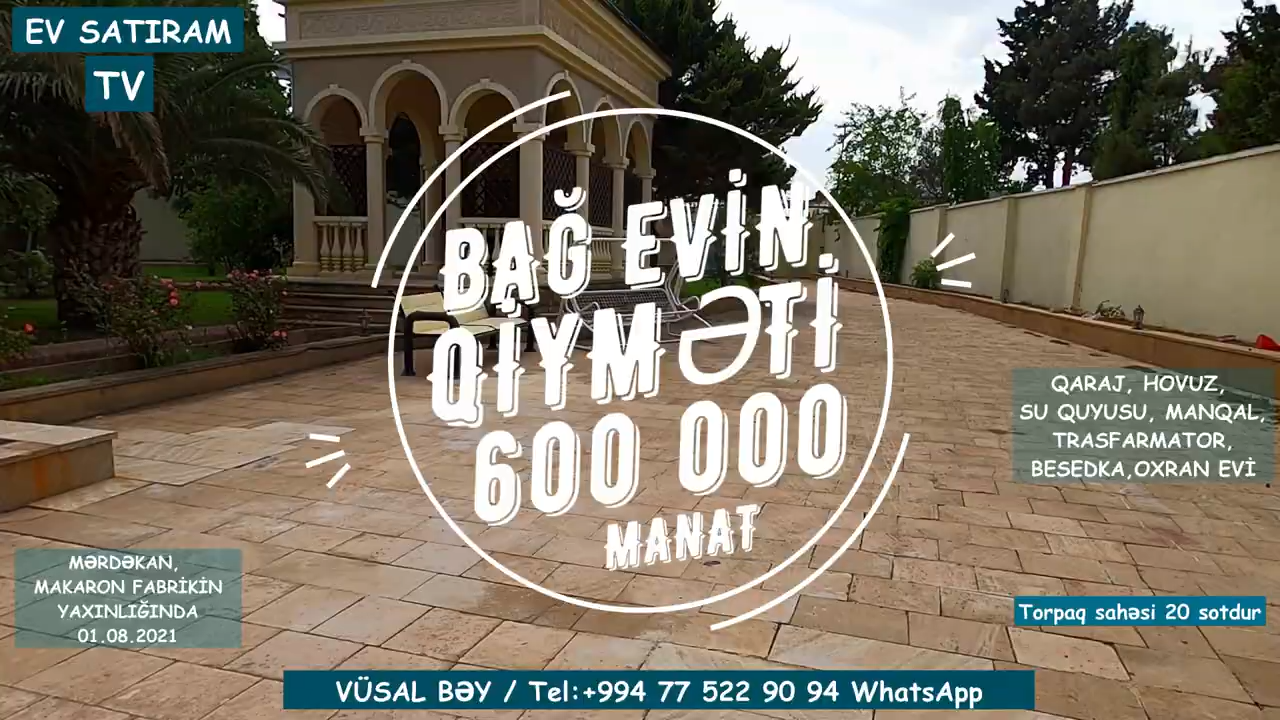 EV SATIRAM
TV
BAĞ EVİN
QİYMƏTİ
600 000
MANAT
QARAJ, HOVUZ,
SU QUYUSU, MANQAL,
TRASFARMATOR,
BESEDKA,OXRAN EVİ
MƏRDƏKAN,
MAKARON FABRİKİN
YAXINLIĞINDA
01.08.2021
Torpaq sahəsi 20 sotdur
VÜSAL BƏY / Tel:+994 77 522 90 94 WhatsApp